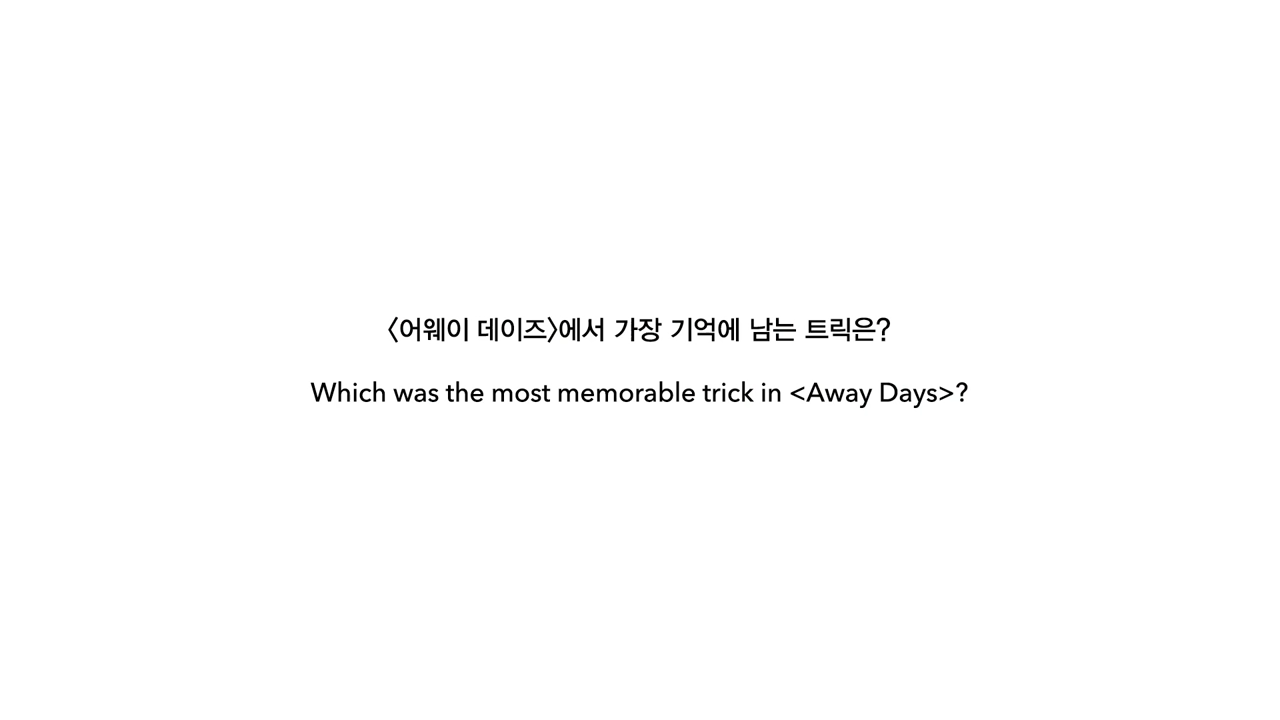 〈어웨이 데이즈〉에서 가장 기억에 남는 트릭은?
Which was the most memorable trick in <Away Days>?